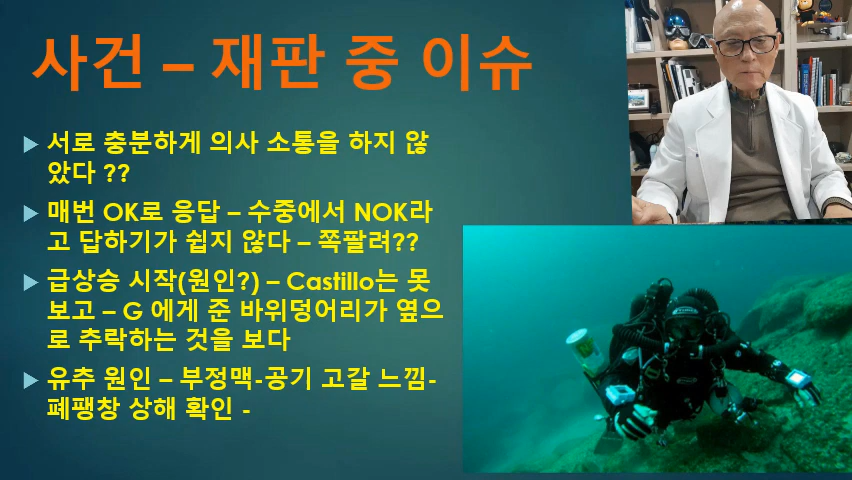 사건 – 재판 중 이슈
서로 충분하게 의사 소통을 하지 않
았다 ??
매번 OK로 응답 – 수중에서 NOK라
고 답하기가 쉽지 않다 – 쪽팔려??
급상승 시작(원인?) – Castillo는 못
보고 – G 에게 준 바위덩어리가 옆으
로 추락하는 것을 보다
유추 원인 – 부정맥-공기 고갈 느낌-
폐팽창 상해 확인 -